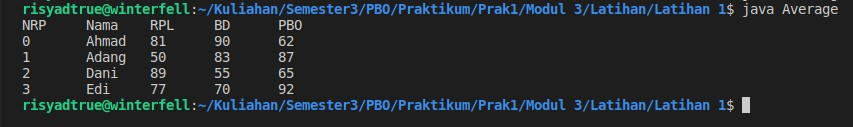 risyadtrue@winterfell:~/Kuliahan/Semester3/PBO/Praktikum/Prak1/Modul 3/Latihan/Latihan 1$ java Average
NRP Nama RPL BD PBO
0 Ahmad 81 90 62
1 Adang 50 83 87
2 Dani 89 55 65
3 Edi 77 70 92
risyadtrue@winterfell:~/Kuliahan/Semester3/PBO/Praktikum/Prak1/Modul 3/Latihan/Latihan 1$